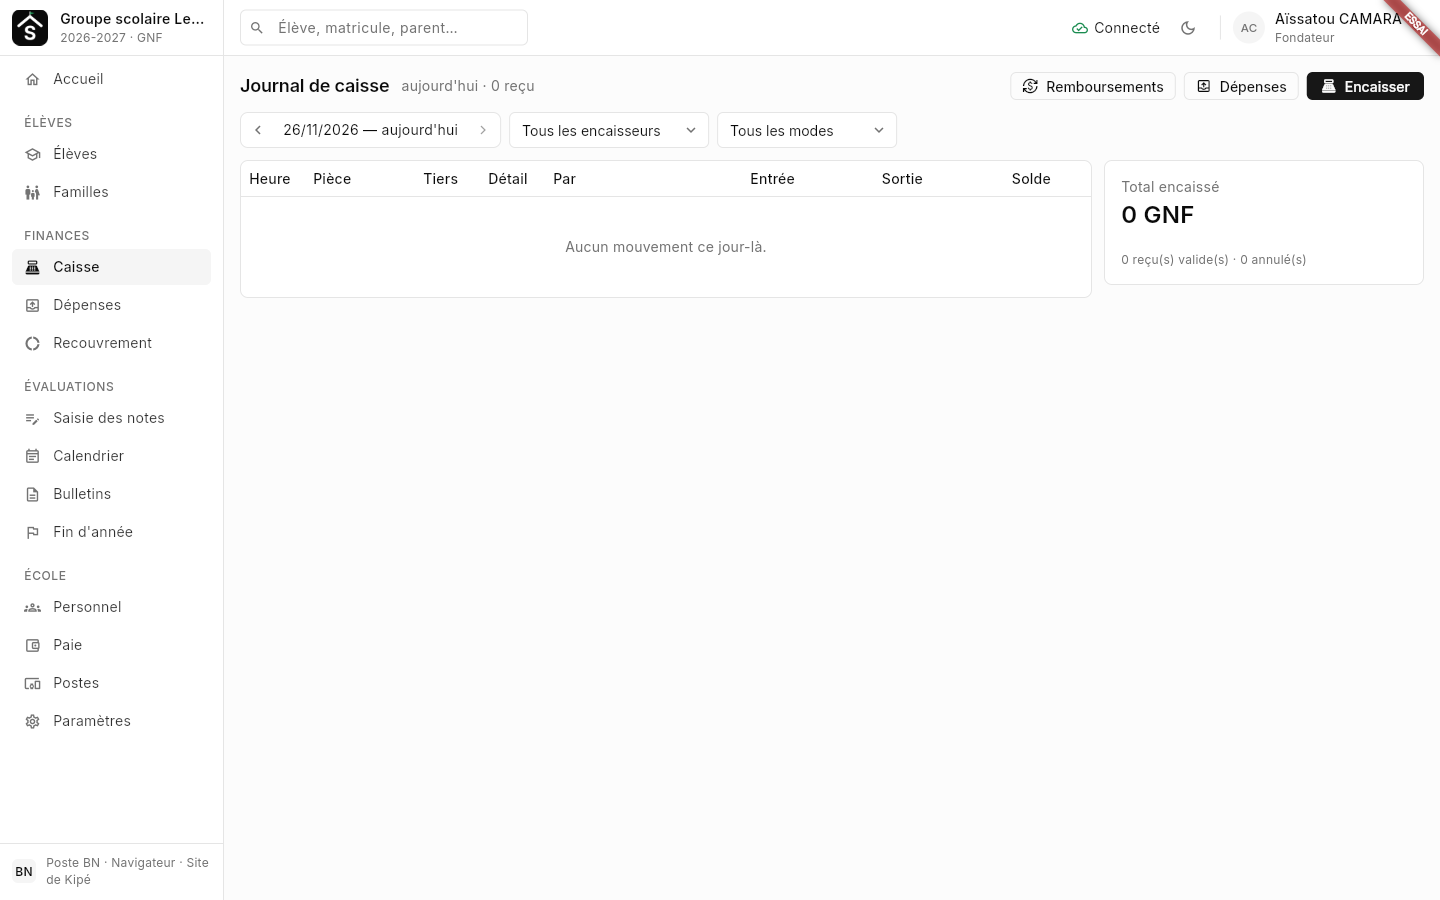 Groupe scolaire Le...
2026-2027 · GNF
Élève, matricule, parent...
Connecté
AC
Aïssatou CAMARA
Fondateur
ESSAI
Accueil
ÉLÈVES
Élèves
Familles
FINANCES
Caisse
Dépenses
Recouvrement
ÉVALUATIONS
Saisie des notes
Calendrier
Bulletins
Fin d'année
ÉCOLE
Personnel
Paie
Postes
Paramètres
BN
Poste BN · Navigateur · Site
de Kipé
Journal de caisse aujourd'hui · 0 reçu
Remboursements
Dépenses
Encaisser
26/11/2026 — aujourd'hui
Tous les encaisseurs
Tous les modes
Heure Pièce Tiers Détail Par Entrée Sortie Solde
Aucun mouvement ce jour-là.
Total encaissé
0 GNF
0 reçu(s) valide(s) · 0 annulé(s)